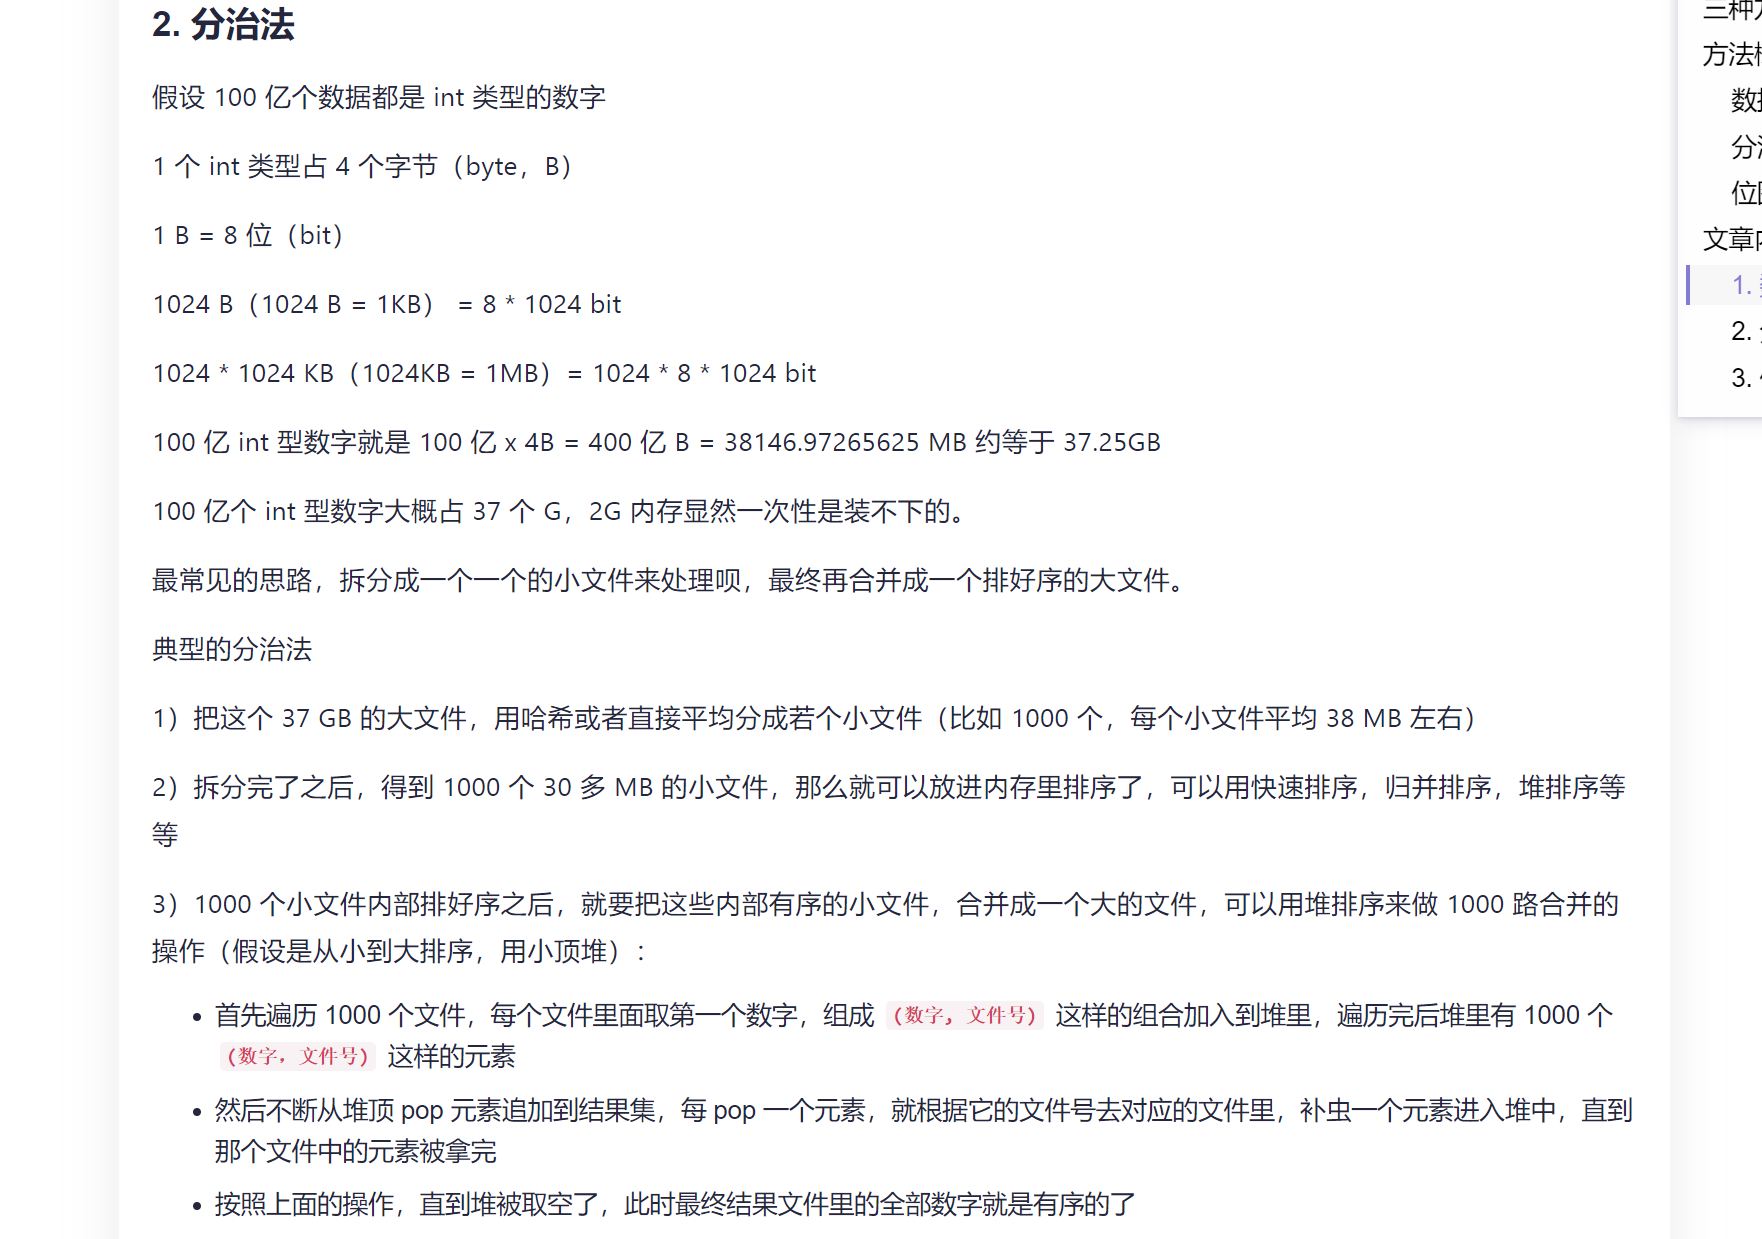 2. 分治法
假设 100 亿个数据都是 int 类型的数字
1 个 int 类型占 4 个字节（byte，B）
1 B = 8 位（bit）
1024 B（1024 B = 1KB） = 8 * 1024 bit
1024 * 1024 KB（1024KB = 1MB）= 1024 * 8 * 1024 bit
100 亿 int 型数字就是 100 亿 x 4B = 400 亿 B = 38146.97265625 MB 约等于 37.25GB
100 亿个 int 型数字大概占 37 个 G，2G 内存显然一次性是装不下的。
最常见的思路，拆分成一个一个的小文件来处理呗，最终再合并成一个排好序的大文件。
典型的分治法
1）把这个 37 GB 的大文件，用哈希或者直接平均分成若个小文件（比如 1000 个，每个小文件平均 38 MB 左右）
2）拆分完了之后，得到 1000 个 30 多 MB 的小文件，那么就可以放进内存里排序了，可以用快速排序，归并排序，堆排序等
等
3）1000 个小文件内部排好序之后，就要把这些内部有序的小文件，合并成一个大的文件，可以用堆排序来做 1000 路合并的
操作（假设是从小到大排序，用小顶堆）：
• 首先遍历 1000 个文件，每个文件里面取第一个数字，组成 (数字, 文件号) 这样的组合加入到堆里，遍历完后堆里有 1000 个
(数字，文件号) 这样的元素
• 然后不断从堆顶 pop 元素追加到结果集，每 pop 一个元素，就根据它的文件号去对应的文件里，补虫一个元素进入堆中，直到
那个文件中的元素被拿完
• 按照上面的操作，直到堆被取空了，此时最终结果文件里的全部数字就是有序的了
三种
方法
数
分
位
文章
1.
2.
3.